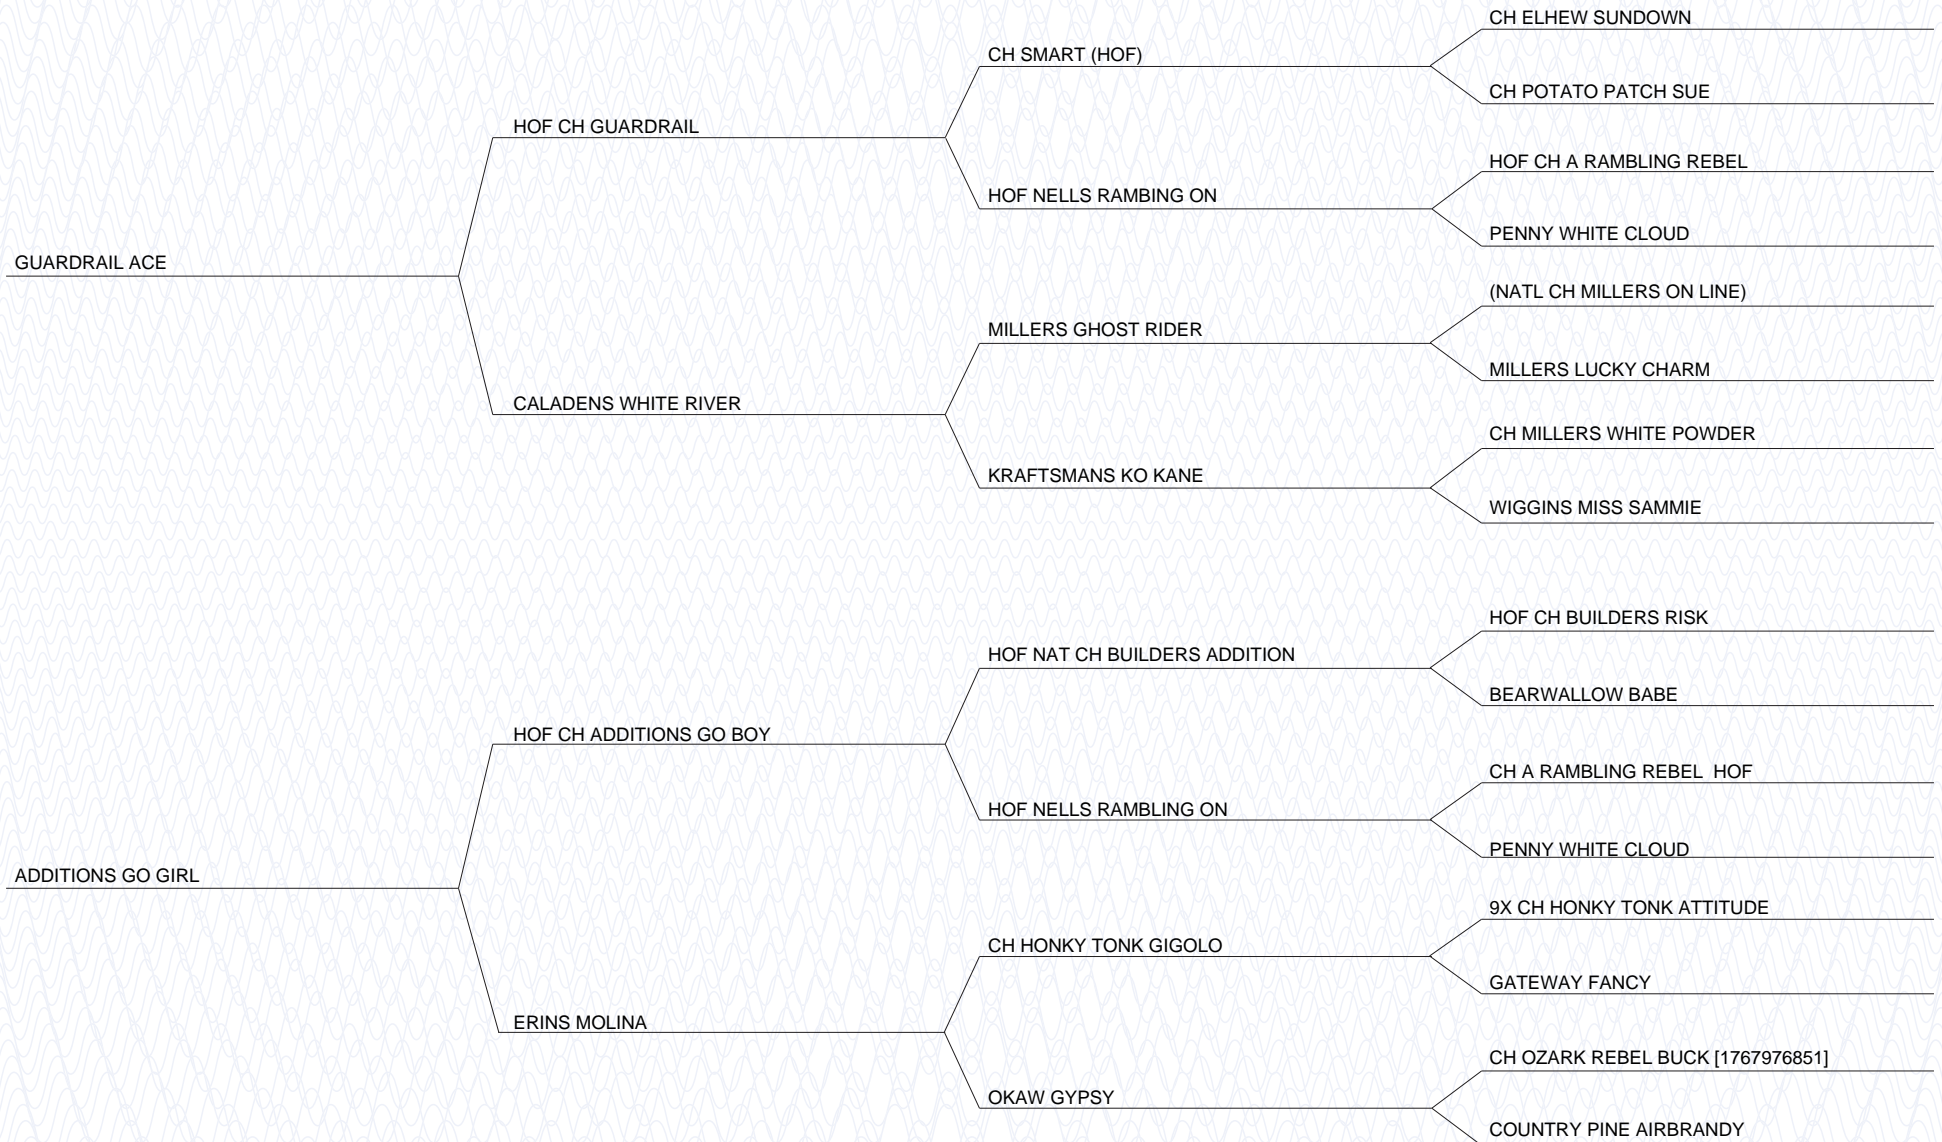 CH ELHEW SUNDOWN
CH SMART (HOF)
CH POTATO PATCH SUE
HOF CH GUARDRAIL
HOF CH A RAMBLING REBEL
HOF NELLS RAMBING ON
PENNY WHITE CLOUD
GUARDRAIL ACE
(NATL CH MILLERS ON LINE)
MILLERS GHOST RIDER
MILLERS LUCKY CHARM
CALADENS WHITE RIVER
CH MILLERS WHITE POWDER
KRAFTSMANS KO KANE
WIGGINS MISS SAMMIE
HOF CH BUILDERS RISK
HOF NAT CH BUILDERS ADDITION
BEARWALLOW BABE
HOF CH ADDITIONS GO BOY
CH A RAMBLING REBEL  HOF
HOF NELLS RAMBLING ON
PENNY WHITE CLOUD
ADDITIONS GO GIRL
9X CH HONKY TONK ATTITUDE
CH HONKY TONK GIGOLO
GATEWAY FANCY
ERINS MOLINA
CH OZARK REBEL BUCK [1767976851]
OKAW GYPSY
COUNTRY PINE AIRBRANDY